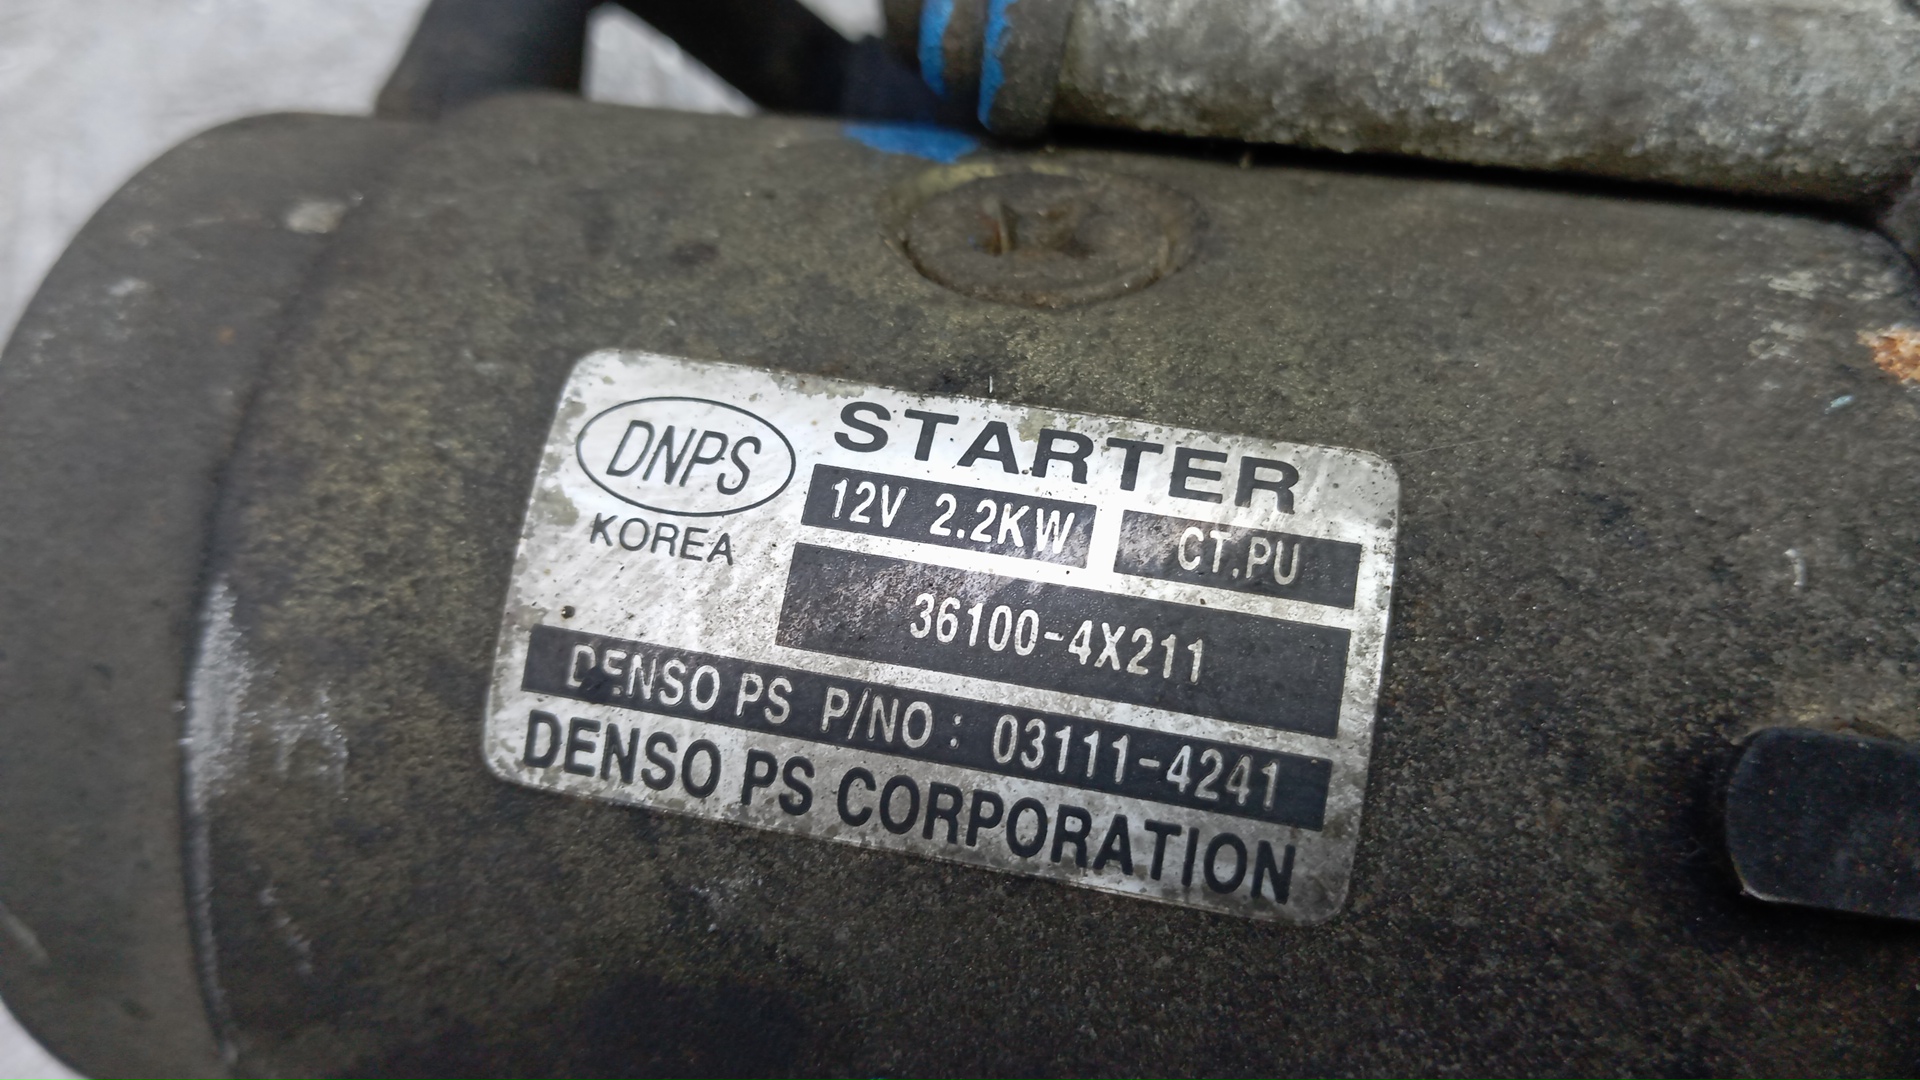 DNPS
KOREA
STARTER
12V 2.2KW
CT.PU
36100-4X211
DENSO PS P/NO: 03111-4241
DENSO PS CORPORATION